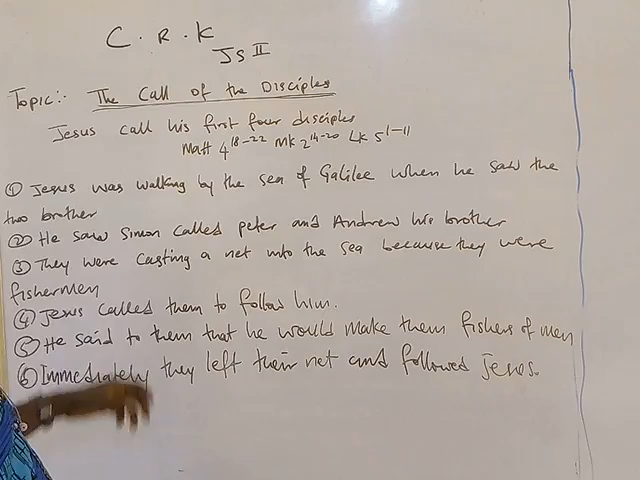 C. R. K
JS II
Topic:- The Call of the Disciples
Jesus call his first four disciples
Matt 4 18-22 Mk 2 14-20 Lk 5 1-11
① Jesus was walking by the sea of Galilee when he saw the
two brother
② He saw Simon called peter and Andrew his brother
③ They were casting a net into the sea because they were
fishermen
④ Jesus called them to follow him.
⑤ He said to them that he would make them fishers of men
⑥ Immediately they left their net and followed Jesus.